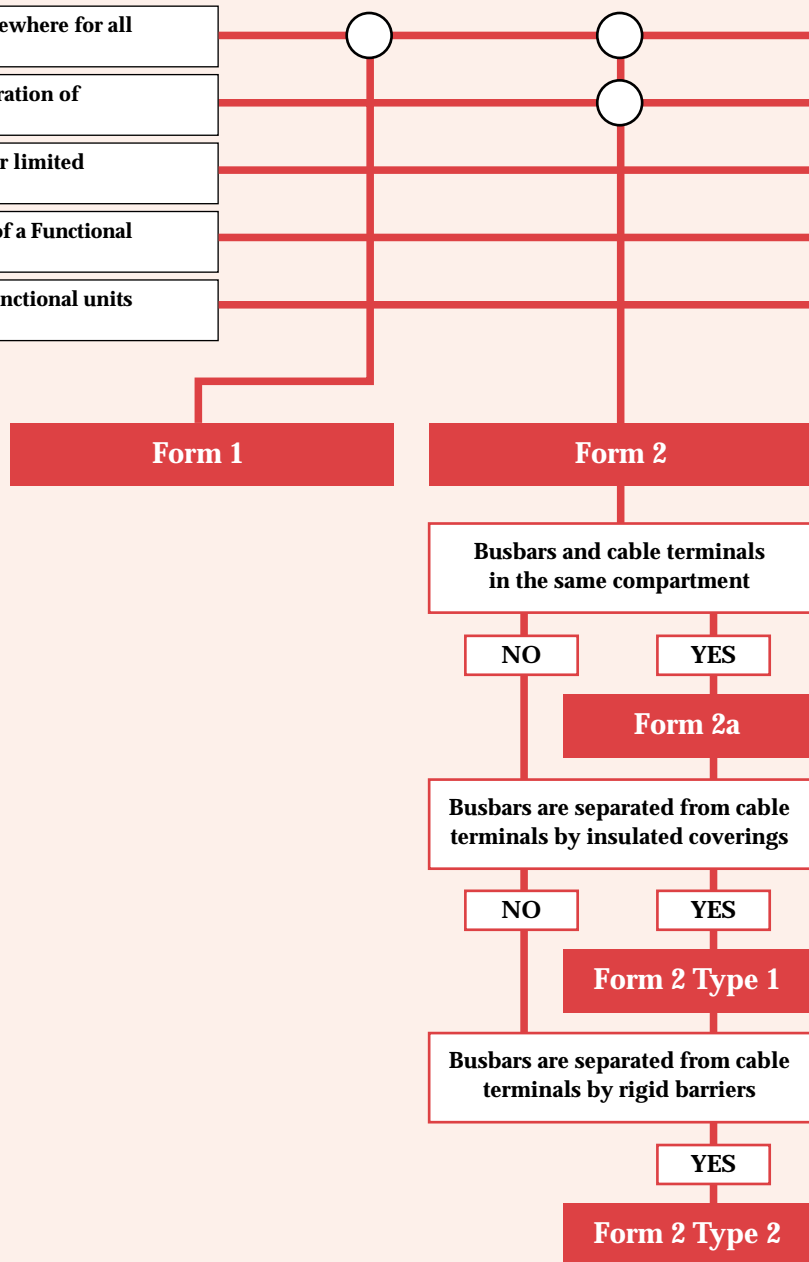 ewhere for all
ration of
r limited
of a Functional
nctional units
Form 1
Form 2
Busbars and cable terminals
in the same compartment
NO
YES
Form 2a
Busbars are separated from cable
terminals by insulated coverings
NO
YES
Form 2 Type 1
Busbars are separated from cable
terminals by rigid barriers
YES
Form 2 Type 2